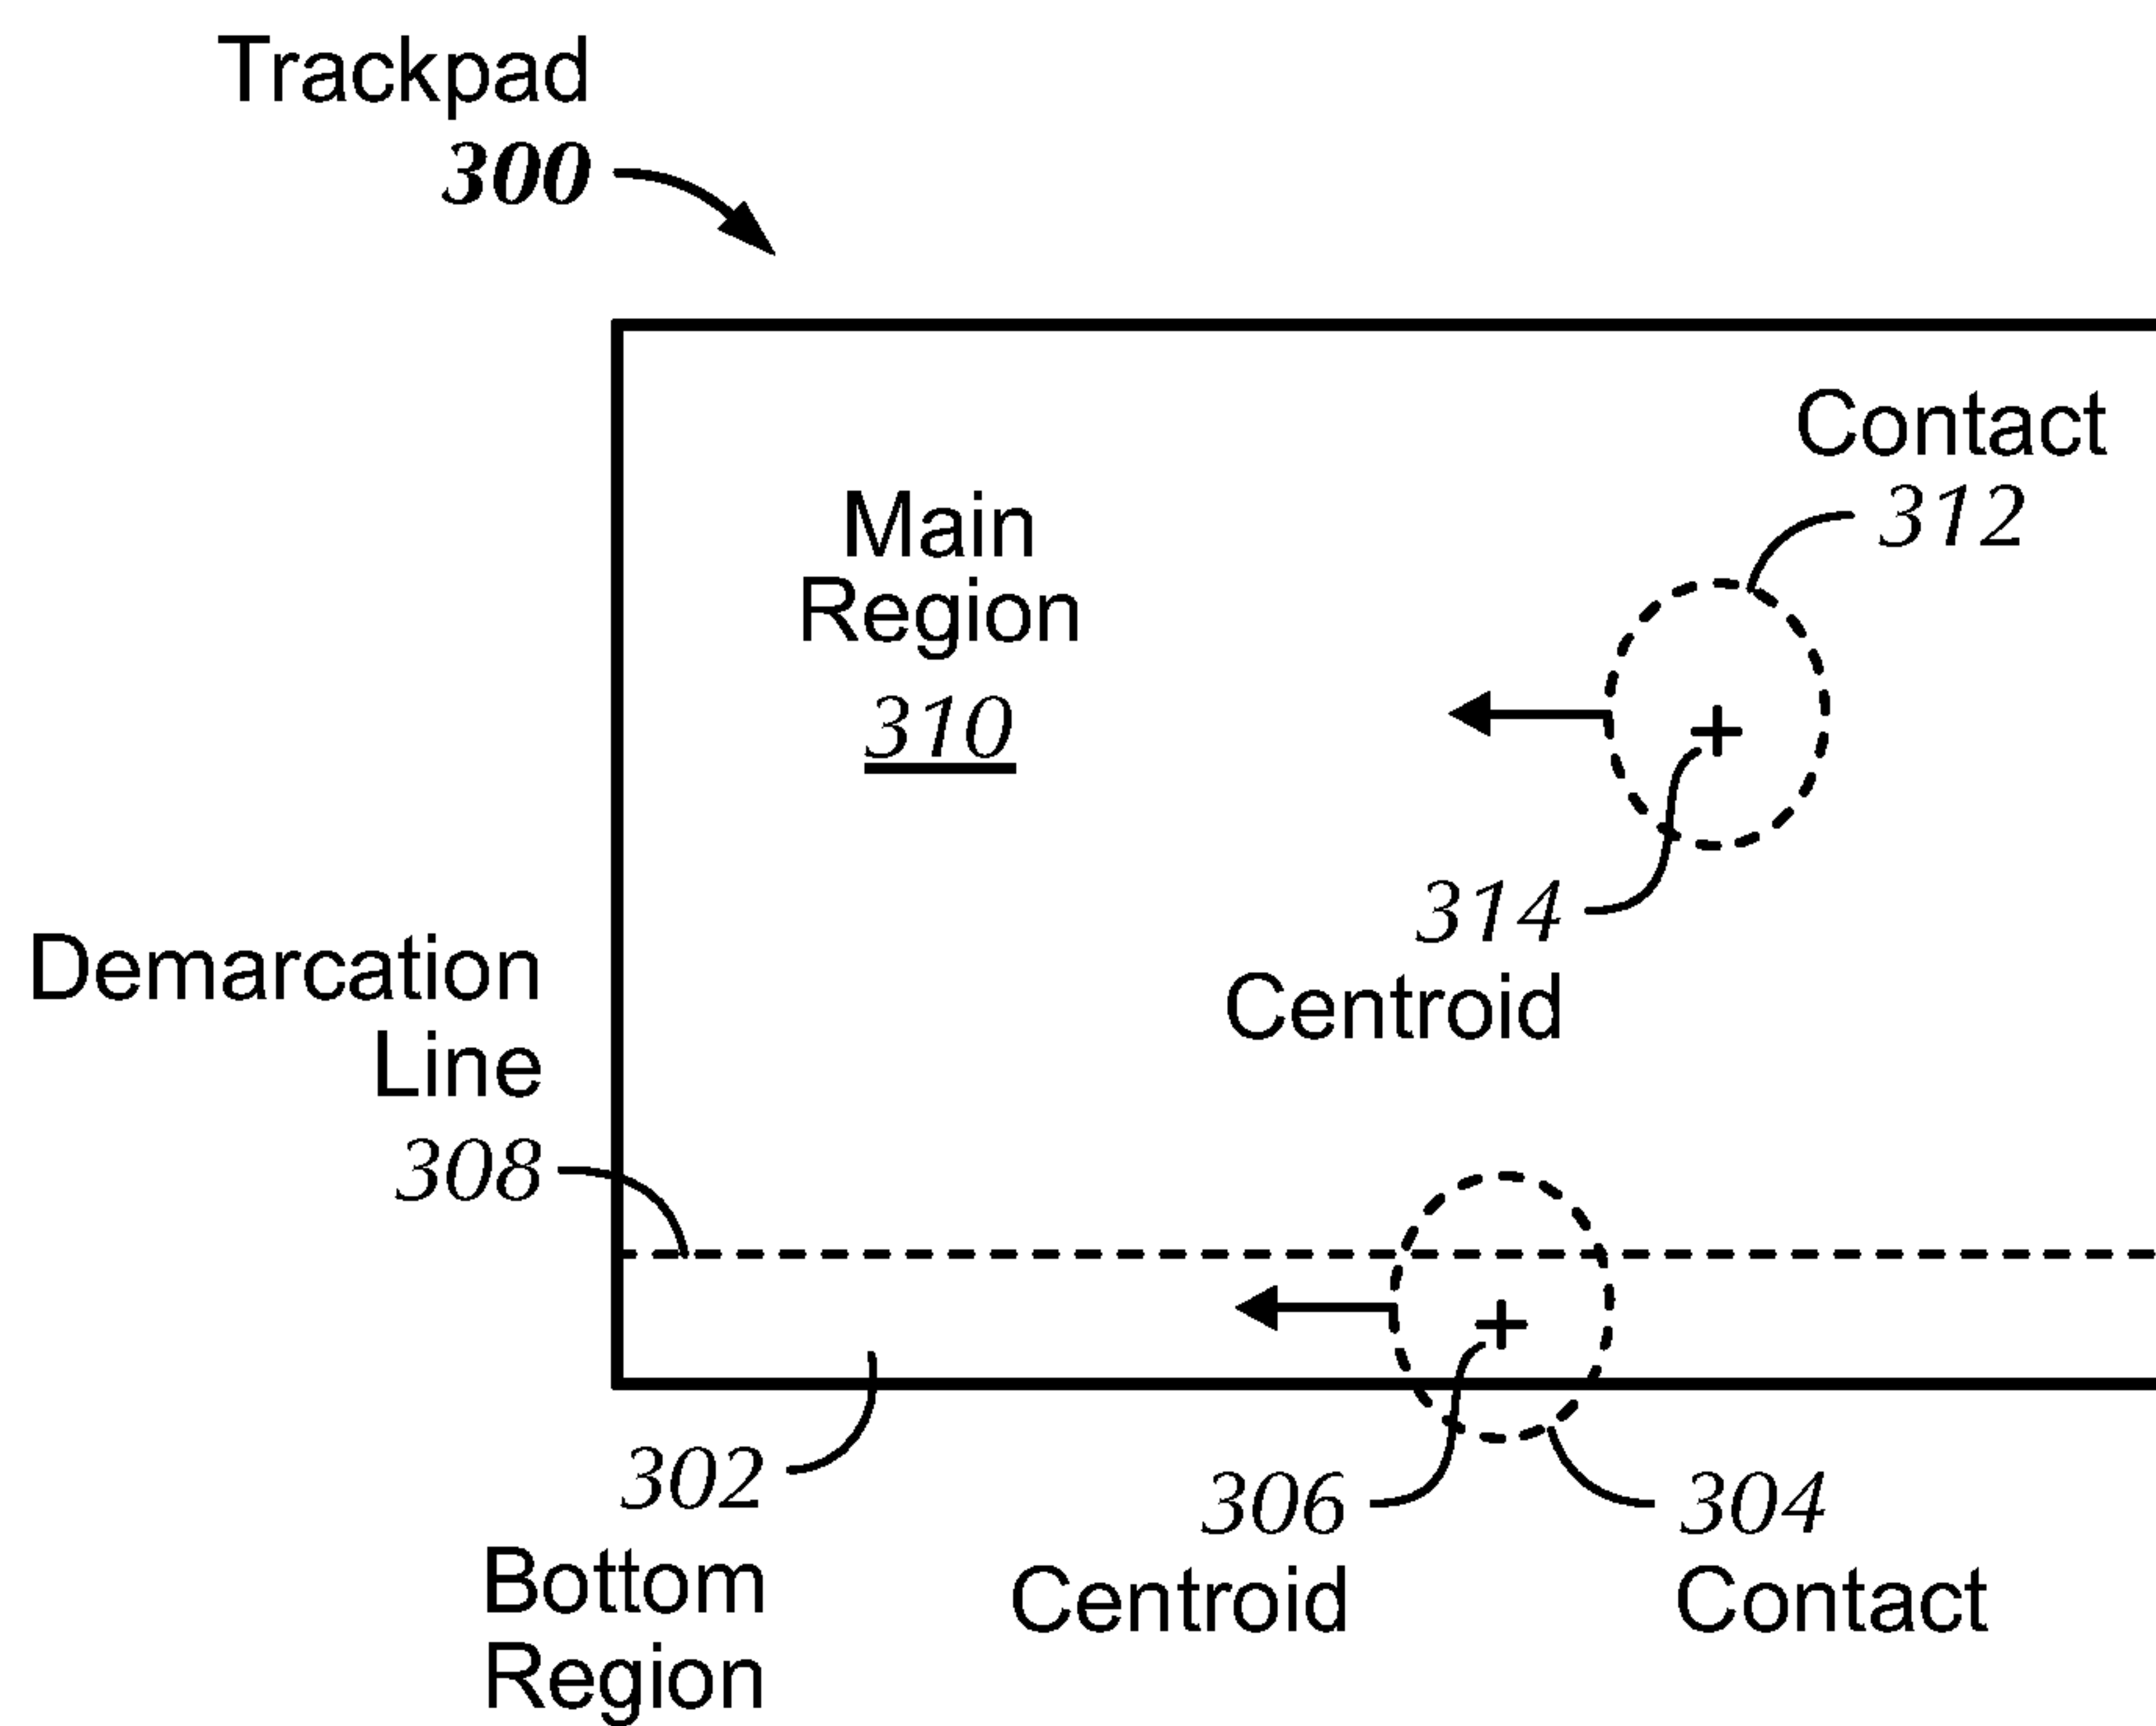 Trackpad
300
Contact
312
Main
Region
310
314
Centroid
Demarcation
Line
308
302
Bottom
Region
306
Centroid
304
Contact